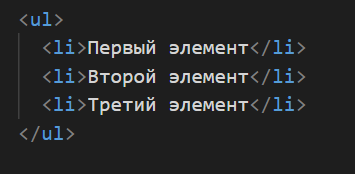 <ul>
<li>Первый элемент</li>
<li>Второй элемент</li>
<li>Третий элемент</li>
</ul>